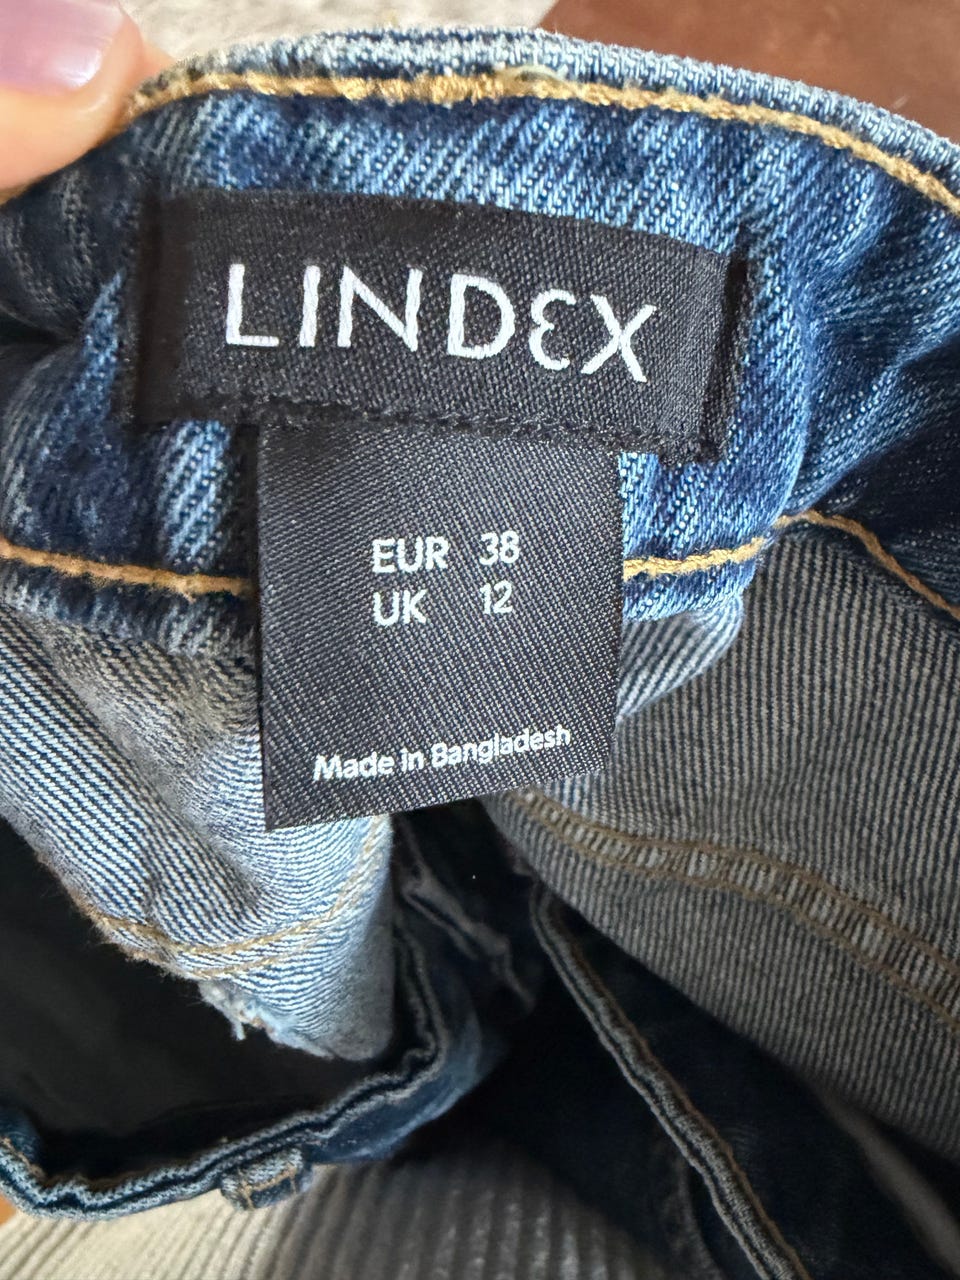 LINDEX
EUR 38
UK 12
Made in Bangladesh